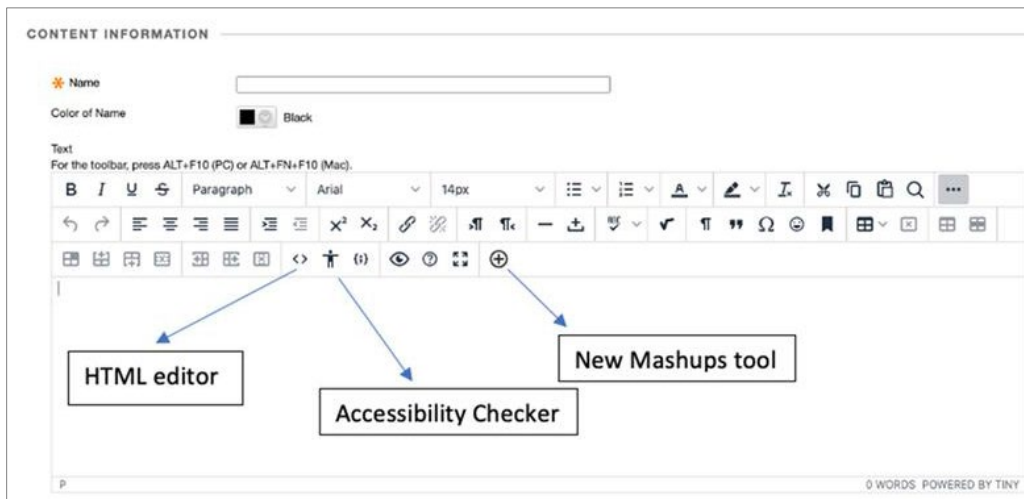 CONTENT INFORMATION
Name
Color of Name
Black
Text
For the toolbar, press ALT+F10 (PC) or ALT+FN+F10 (Mac).
B I U S Paragraph Arial 14px A
HTML editor
Accessibility Checker
New Mashups tool
P 0 WORDS POWERED BY TINY